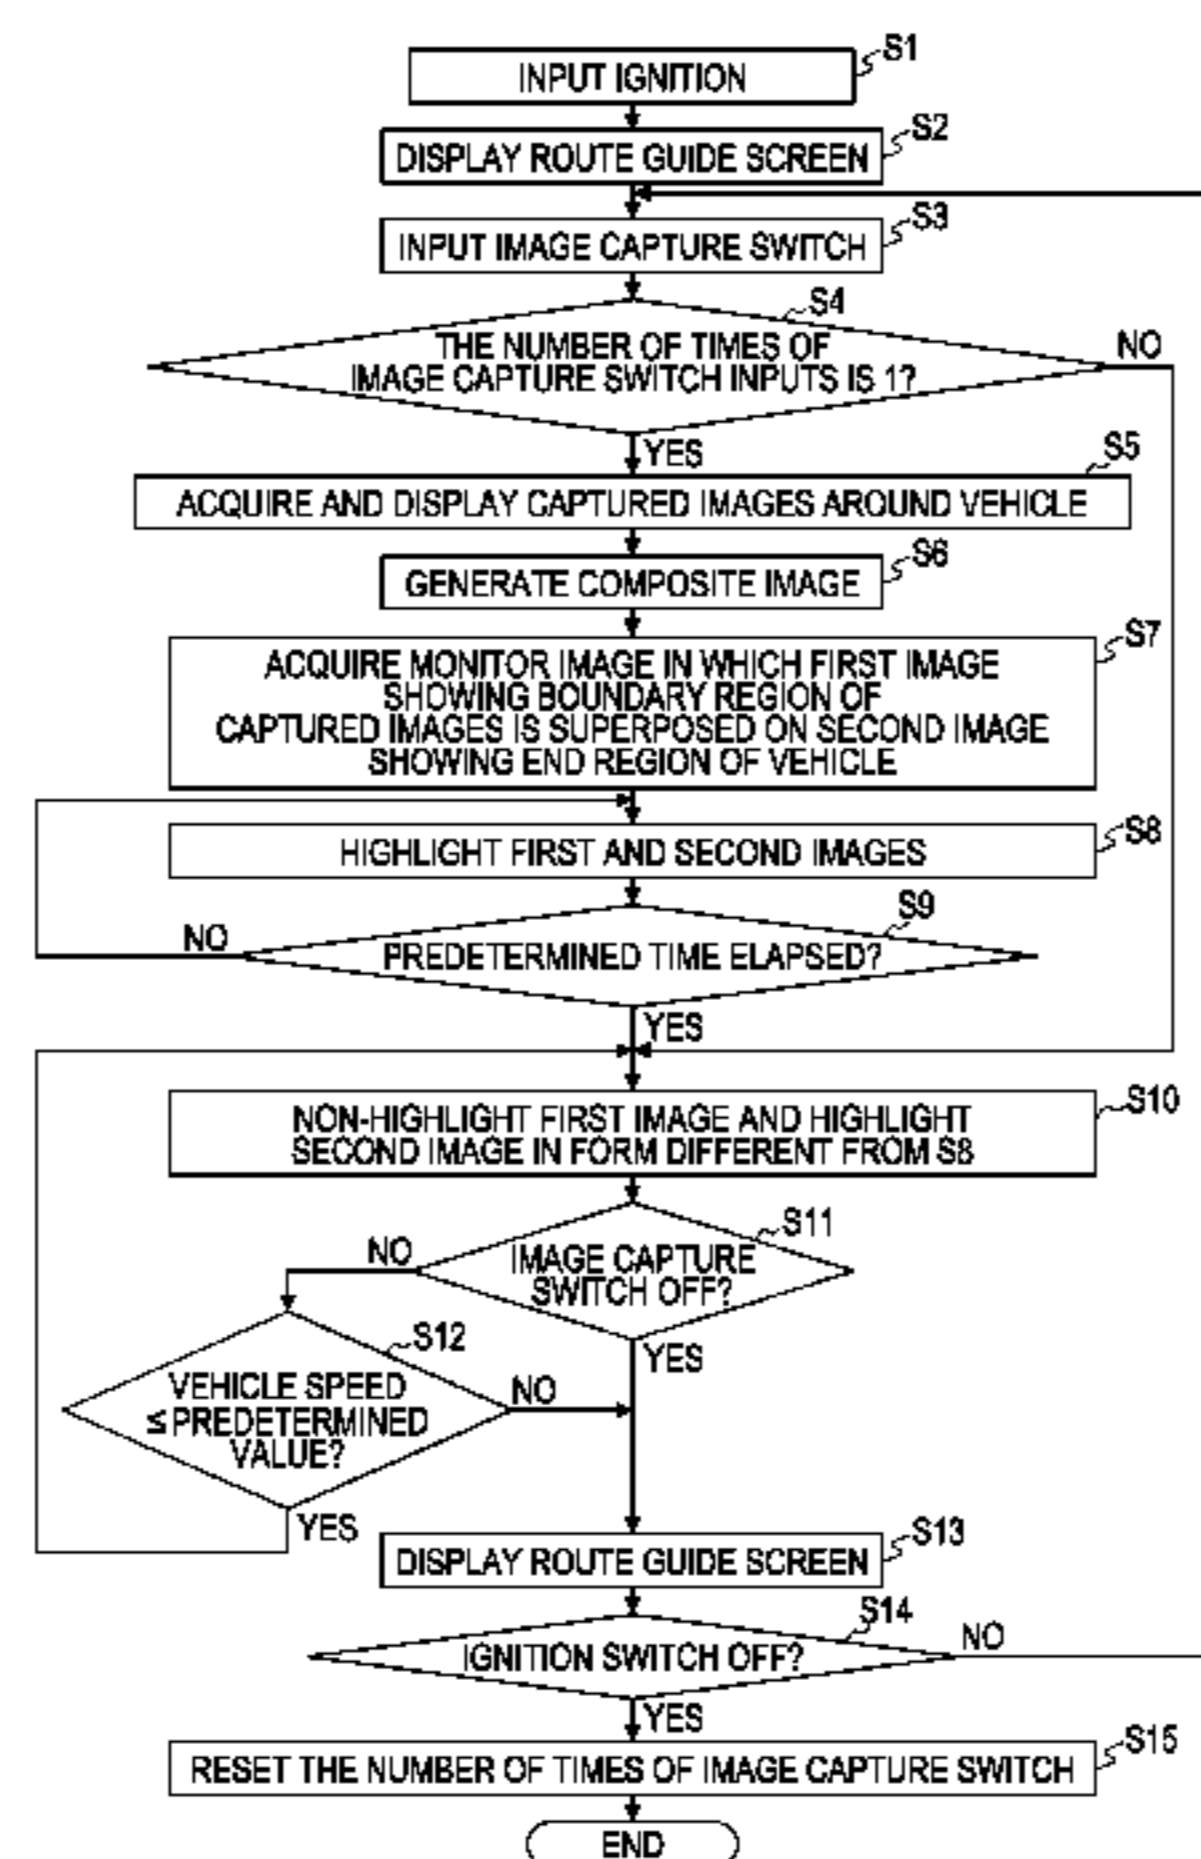 S1
INPUT IGNITION
S2
DISPLAY ROUTE GUIDE SCREEN
S3
INPUT IMAGE CAPTURE SWITCH
S4
THE NUMBER OF TIMES OF
IMAGE CAPTURE SWITCH INPUTS IS 1?
NO
YES
S5
ACQUIRE AND DISPLAY CAPTURED IMAGES AROUND VEHICLE
S6
GENERATE COMPOSITE IMAGE
S7
ACQUIRE MONITOR IMAGE IN WHICH FIRST IMAGE
SHOWING BOUNDARY REGION OF
CAPTURED IMAGES IS SUPERPOSED ON SECOND IMAGE
SHOWING END REGION OF VEHICLE
S8
HIGHLIGHT FIRST AND SECOND IMAGES
S9
NO
PREDETERMINED TIME ELAPSED?
YES
S10
NON-HIGHLIGHT FIRST IMAGE AND HIGHLIGHT
SECOND IMAGE IN FORM DIFFERENT FROM S8
S11
NO
IMAGE CAPTURE
SWITCH OFF?
YES
S12
VEHICLE SPEED
≤ PREDETERMINED
VALUE?
NO
YES
S13
DISPLAY ROUTE GUIDE SCREEN
S14
IGNITION SWITCH OFF?
NO
YES
S15
RESET THE NUMBER OF TIMES OF IMAGE CAPTURE SWITCH
END